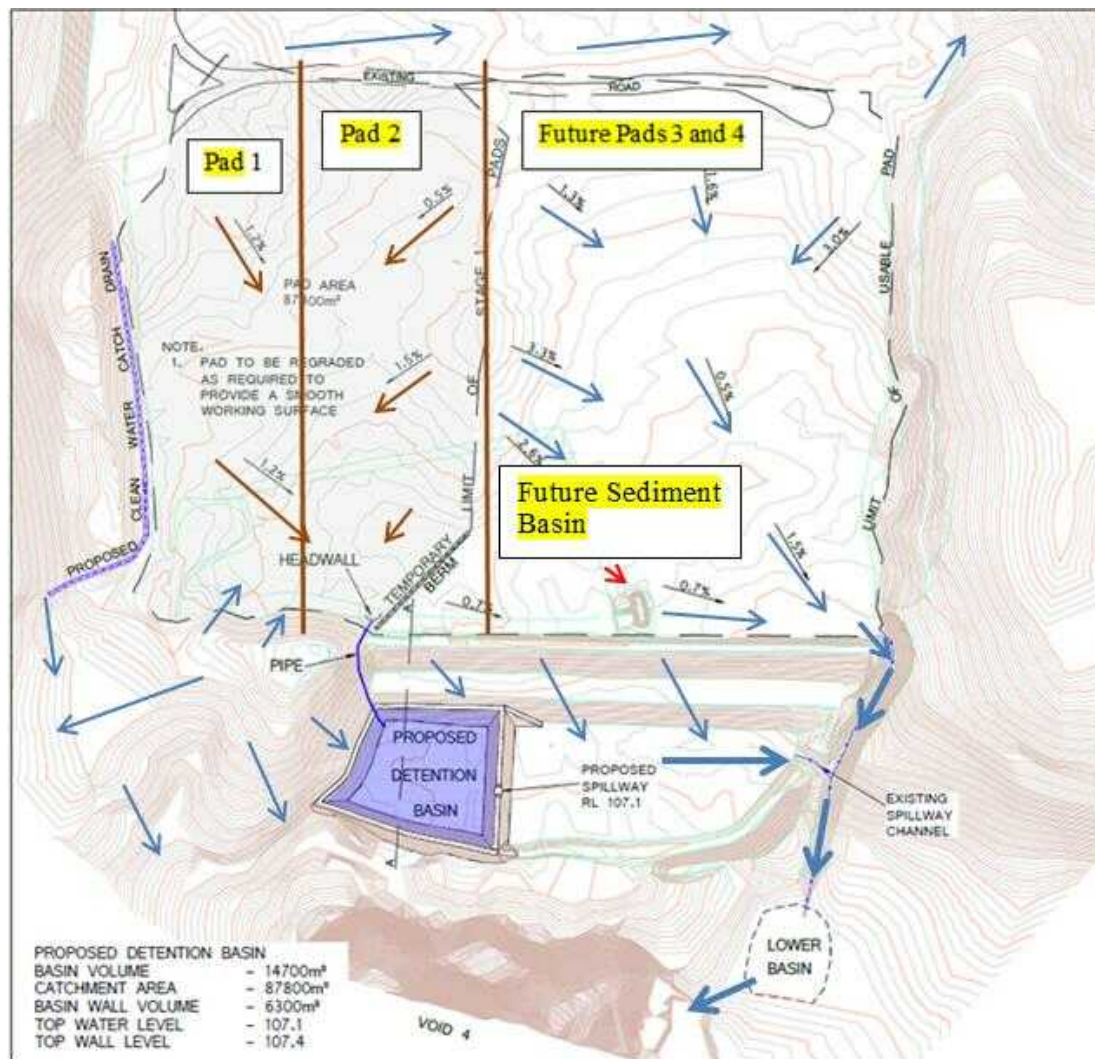 EXISTING
ROAD
Pad 1
Pad 2
Future Pads 3 and 4
PADS
PAD
1.2%
0.5%
1.3%
1.6%
3.0%
USABLE
DRAIN
CATCH
WATER
CLEAN
PROPOSED
PAD AREA
STAGE 1
NOTE.
1. PAD TO BE REGRADED
AS REQUIRED TO
PROVIDE A SMOOTH
WORKING SURFACE
1.5%
3.3%
0.5%
OF
OF
1.2%
2.6%
LIMIT
LIMIT
Future Sediment
Basin
1.5%
HEADWALL
TEMPORARY
BERM
A
0.7%
0.7%
PIPE
PROPOSED
DETENTION
BASIN
PROPOSED
SPILLWAY
RL 107.1
EXISTING
SPILLWAY
CHANNEL
A
LOWER
BASIN
VOID 4
PROPOSED DETENTION BASIN
BASIN VOLUME - 14700m³
CATCHMENT AREA - 87800m²
BASIN WALL VOLUME - 6300m³
TOP WATER LEVEL - 107.1
TOP WALL LEVEL - 107.4